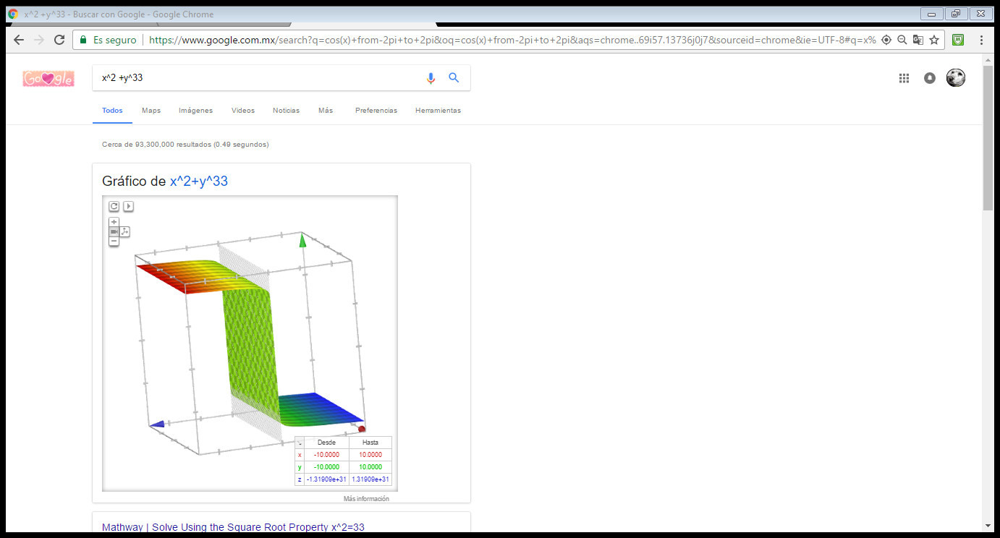 x^2 +y^33 - Buscar con Google - Google Chrome
Es seguro https://www.google.com.mx/search?q=cos(x)+from-2pi+to+2pi&oq=cos(x)+from-2pi+to+2pi&aqs=chrome..69i57.13736j0j7&sourceid=chrome&ie=UTF-8#q=x%
Google
x^2 +y^33
Todos Maps Imágenes Videos Noticias Más Preferencias Herramientas
Cerca de 93,300,000 resultados (0.49 segundos)
Gráfico de x^2+y^33
Desde Hasta
x -10.0000 10.0000
y -10.0000 10.0000
z -1.31909e+31 1.31909e+31
Más información
Mathway | Solve Using the Square Root Property x^2=33